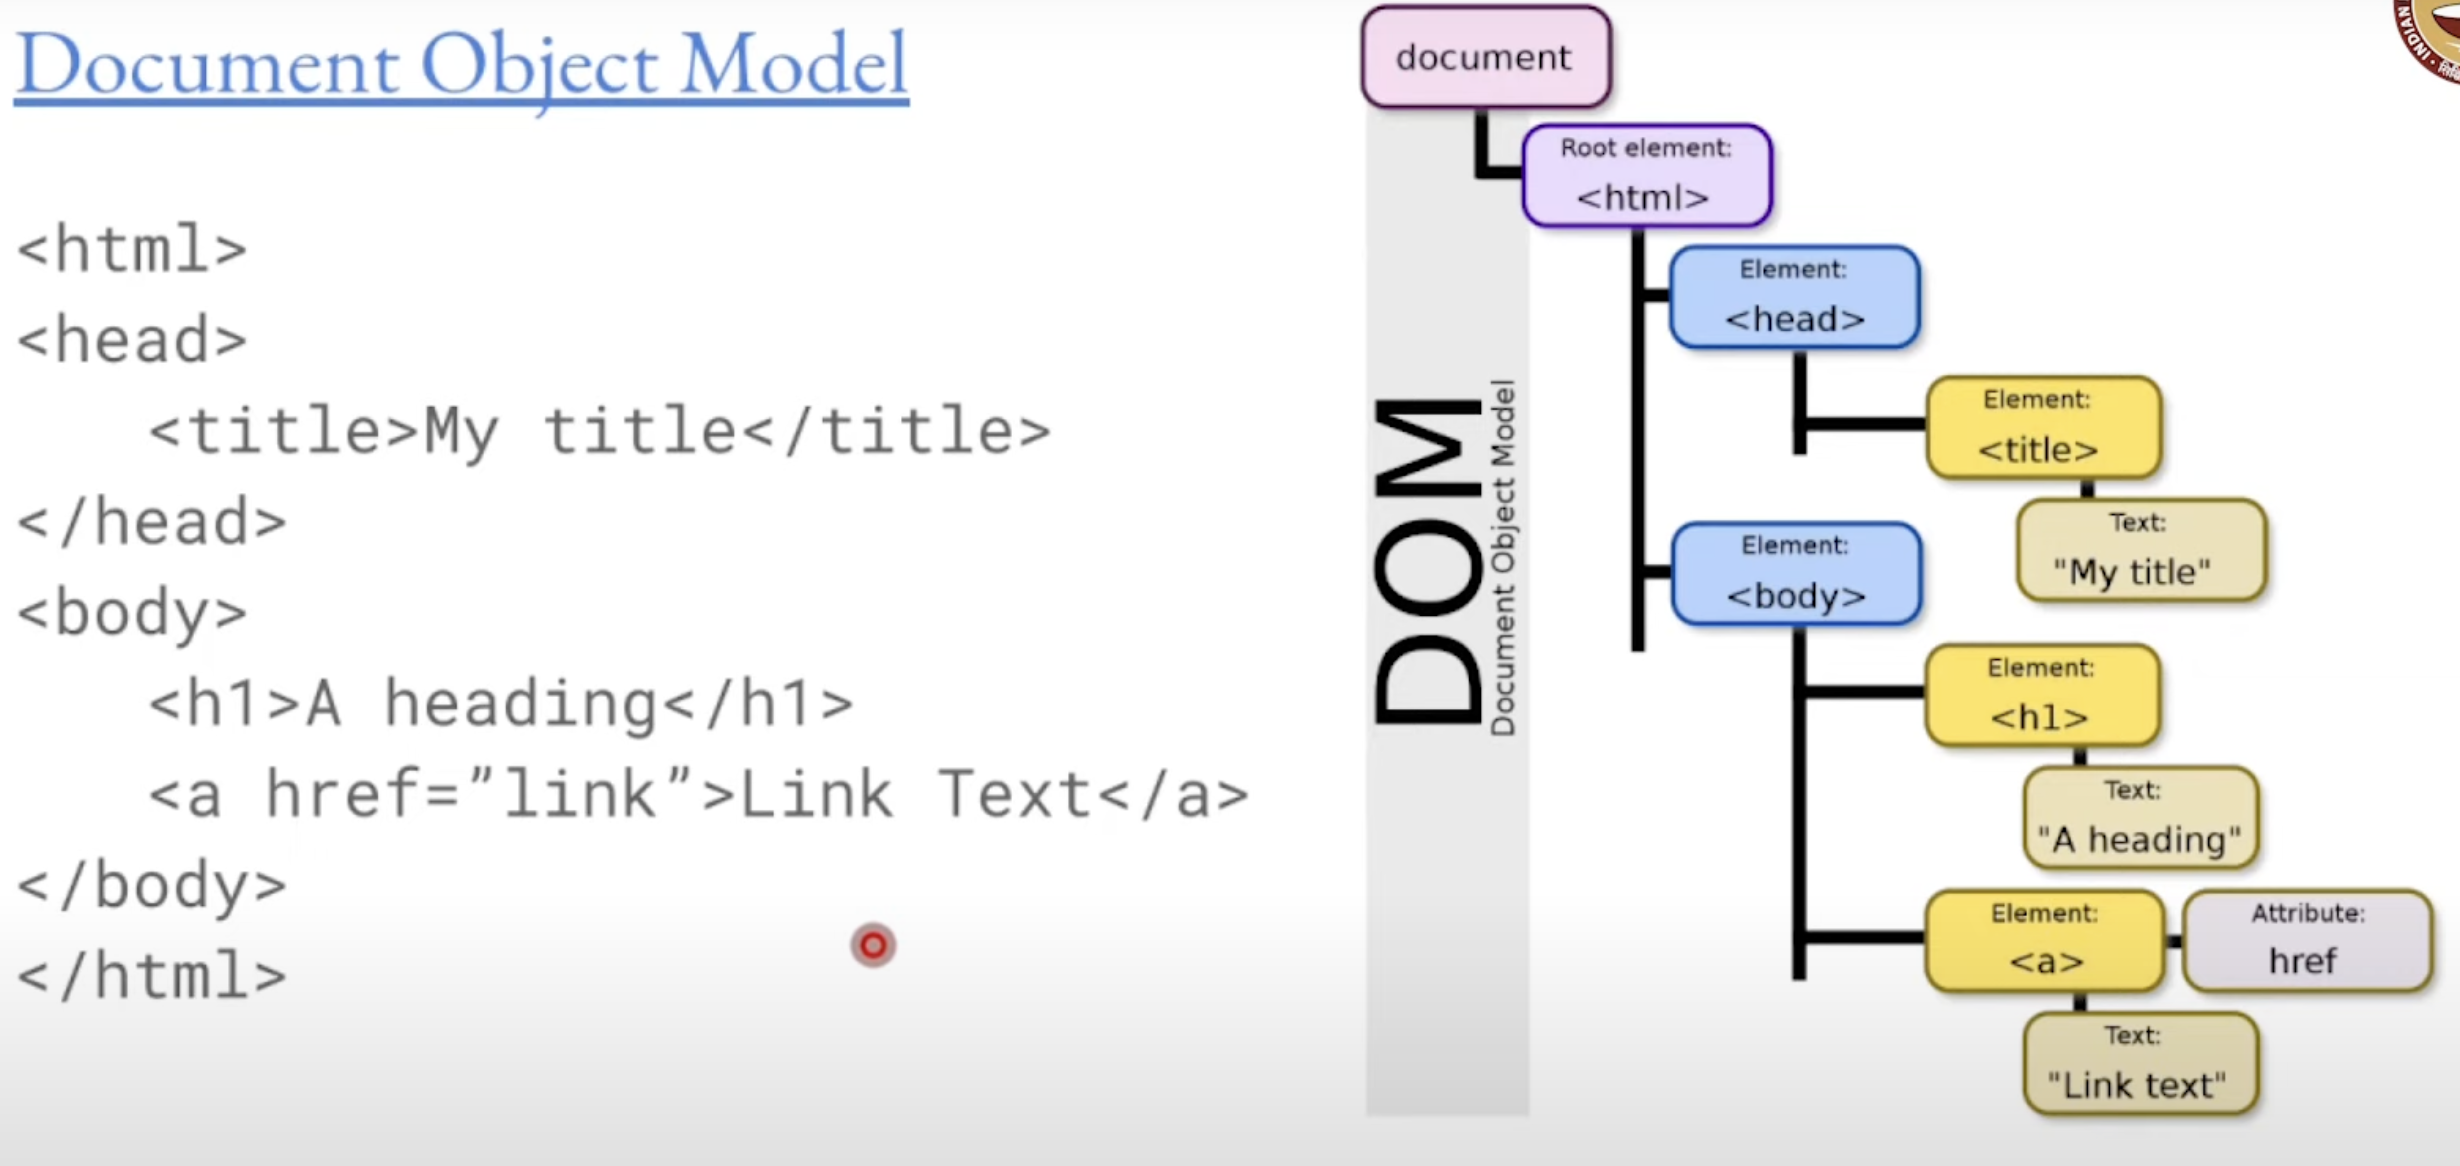 Document Object Model
<html>
<head>
<title>My title</title>
</head>
<body>
<h1>A heading</h1>
<a href=”link”>Link Text</a>
</body>
</html>
DOM
Document Object Model
document
Root element:
<html>
Element:
<head>
Element:
<title>
Text:
"My title"
Element:
<body>
Element:
<h1>
Text:
"A heading"
Element:
<a>
Attribute:
href
Text:
"Link text"
INDIAN